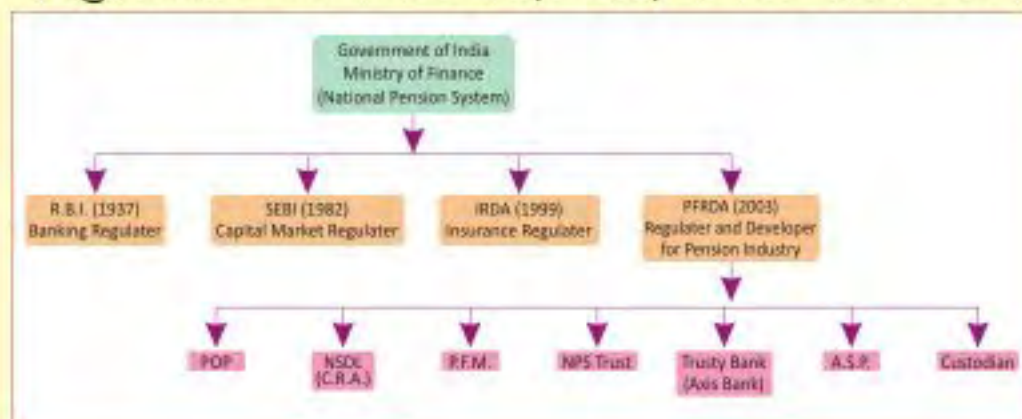 Government of India
Ministry of Finance
(National Pension System)
R.B.I. (1937)
Banking Regulater
SEBI (1982)
Capital Market Regulater
IRDA (1999)
Insurance Regulater
PFRDA (2003)
Regulater and Developer
for Pension Industry
POP
NSDL
(C.R.A.)
P.F.M.
NPS Trust
Trusty Bank
(Axis Bank)
A.S.P.
Custodian